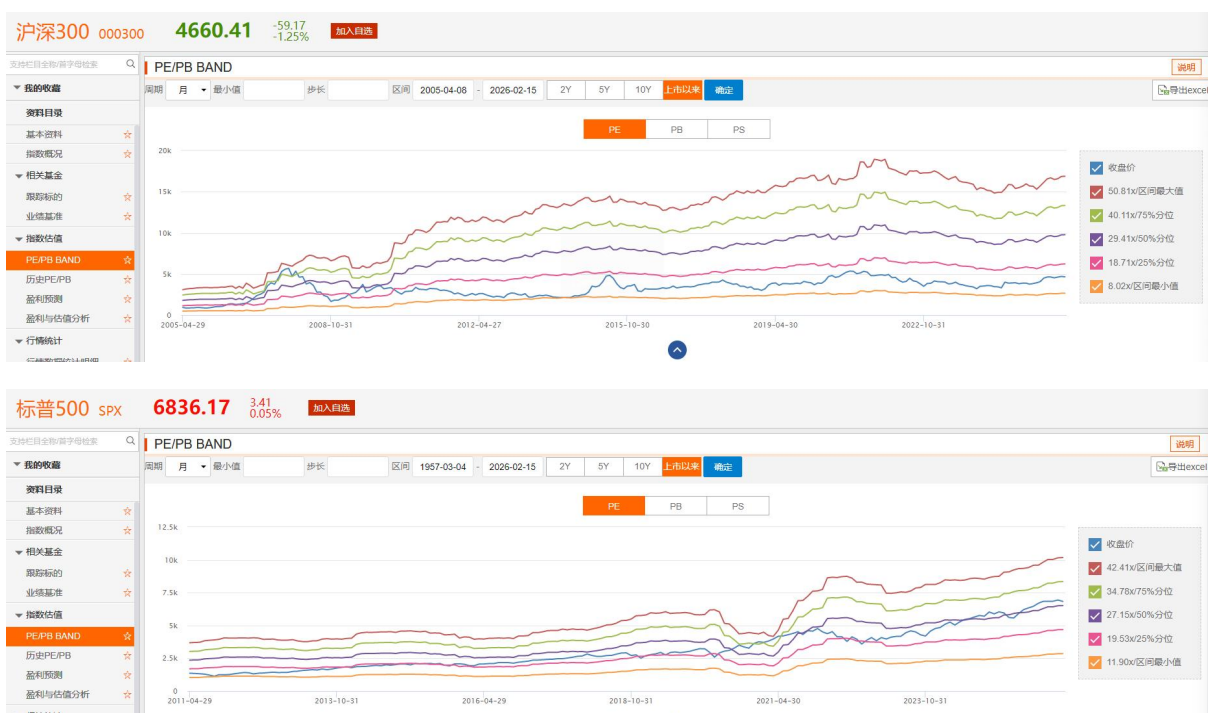 沪深300 000300 4660.41 -59.17 -1.25% 加入自选
支持栏目全称/首字母检索
PE/PB BAND
说明
我的收藏
周期 月 最小值 步长 区间 2005-04-08 - 2026-02-15 2Y 5Y 10Y 上市以来 确定
导出excel
资料目录
基本资料
指数概况
相关基金
跟踪标的
业绩基准
指数估值
PE/PB BAND
历史PE/PB
盈利预测
盈利与估值分析
行情统计
行情数据统计明细
PE PB PS
20k
15k
10k
5k
0
2005-04-29 2008-10-31 2012-04-27 2015-10-30 2019-04-30 2022-10-31
收盘价
50.81x/区间最大值
40.11x/75%分位
29.41x/50%分位
18.71x/25%分位
8.02x/区间最小值
标普500 SPX 6836.17 3.41 0.05% 加入自选
支持栏目全称/首字母检索
PE/PB BAND
说明
我的收藏
周期 月 最小值 步长 区间 1957-03-04 - 2026-02-15 2Y 5Y 10Y 上市以来 确定
导出excel
资料目录
基本资料
指数概况
相关基金
跟踪标的
业绩基准
指数估值
PE/PB BAND
历史PE/PB
盈利预测
盈利与估值分析
PE PB PS
12.5k
10k
7.5k
5k
2.5k
0
2011-04-29 2013-10-31 2016-04-29 2018-10-31 2021-04-30 2023-10-31
收盘价
42.41x/区间最大值
34.78x/75%分位
27.15x/50%分位
19.53x/25%分位
11.90x/区间最小值